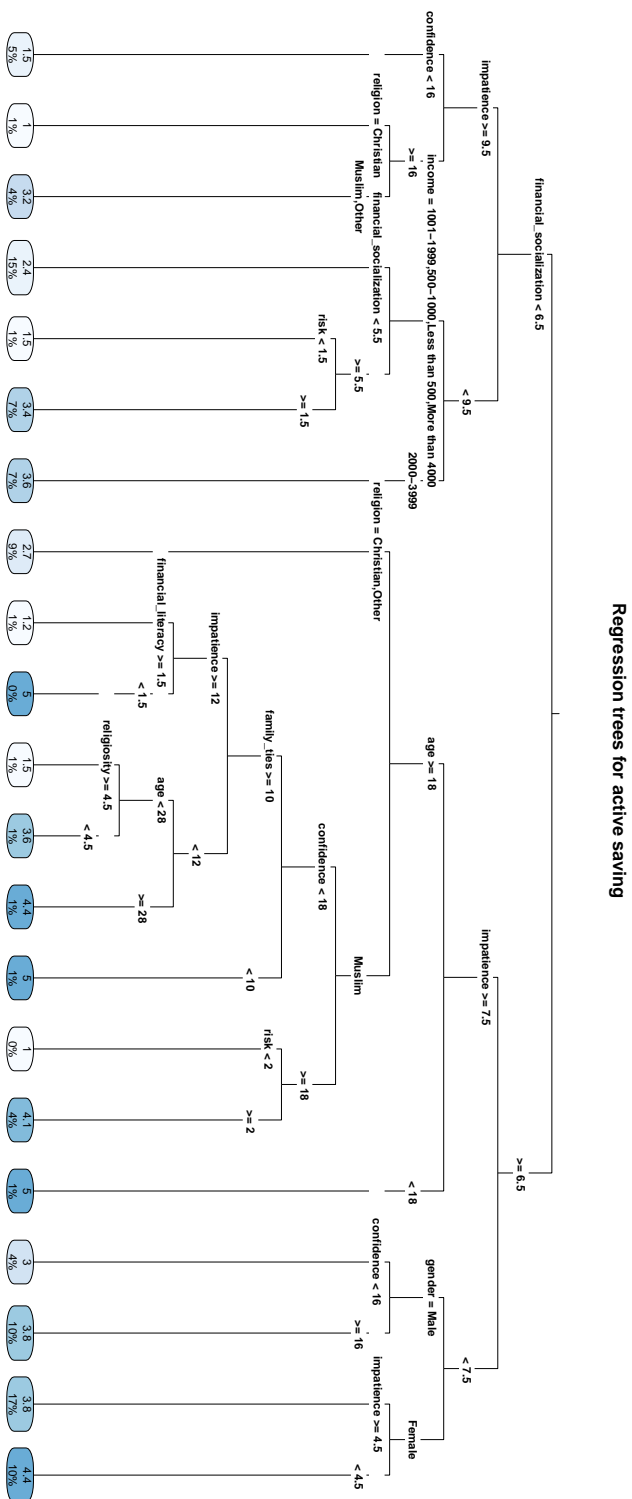 Regression trees for active saving
financial_socialization < 6.5
>= 6.5
impatience >= 9.5
< 9.5
impatience >= 7.5
< 7.5
confidence < 16
>= 16
income = 1001−1999,500−1000,Less than 500,More than 4000
2000−3999
age >= 18
< 18
gender = Male
Female
religion = Christian
Muslim,Other
financial_socialization < 5.5
>= 5.5
religion = Christian,Other
Muslim
confidence < 16
>= 16
impatience >= 4.5
< 4.5
risk < 1.5
>= 1.5
confidence < 18
>= 18
family_ties >= 10
< 10
risk < 2
>= 2
impatience >= 12
< 12
financial_literacy >= 1.5
< 1.5
age < 28
>= 28
religiosity >= 4.5
< 4.5
1.5
5%
1
1%
3.2
4%
2.4
15%
1.5
1%
3.4
7%
3.6
7%
2.7
9%
1.2
1%
5
0%
1.5
1%
3.6
1%
4.4
1%
5
1%
1
0%
4.1
4%
5
1%
3
4%
3.8
10%
3.8
17%
4.4
10%